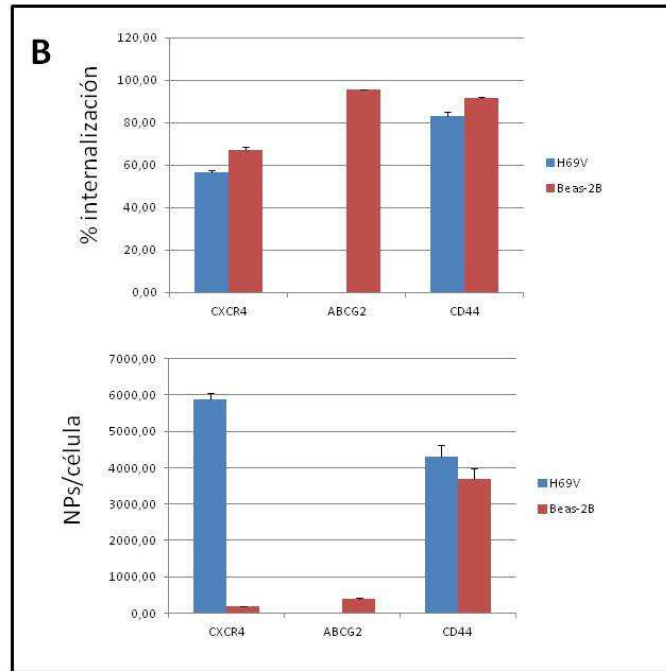 B
120,00
100,00
80,00
60,00
40,00
20,00
0,00
% internalización
CXCR4 ABCG2 CD44
H69V
Beas-2B
7000,00
6000,00
5000,00
4000,00
3000,00
2000,00
1000,00
0,00
NPs/célula
CXCR4 ABCG2 CD44
H69V
Beas-2B